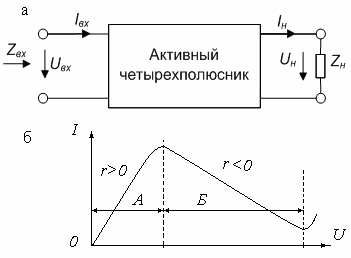 а
Iвх
Iн
Zвх
Uвх
Активный
четырехполюсник
Uн
Zн
б
I
r>0
r<0
А
Б
0
U